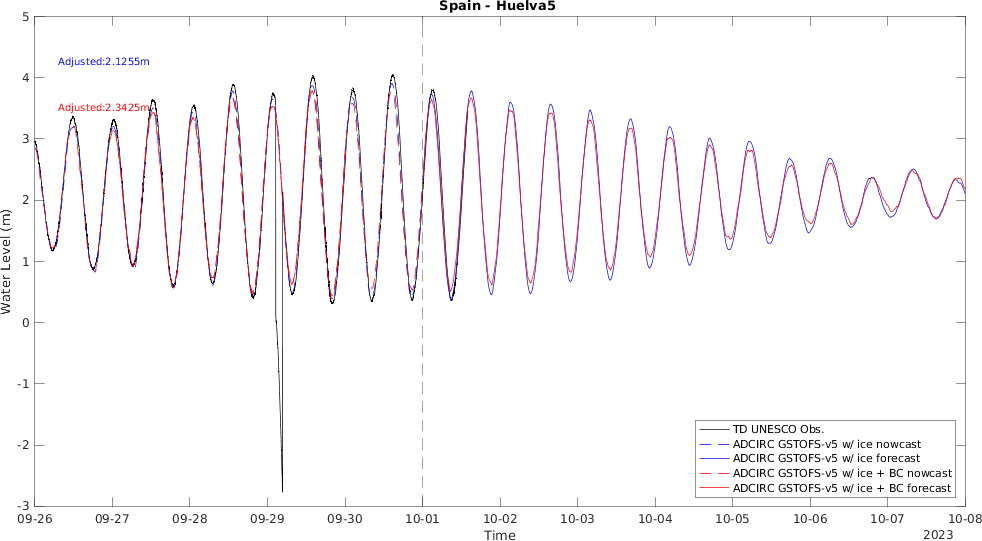 Spain - Huelva5
Adjusted:2.1255m
Adjusted:2.3425m
Water Level (m)
5
4
3
2
1
0
-1
-2
-3
TD UNESCO Obs.
ADCIRC GSTOFS-v5 w/ ice nowcast
ADCIRC GSTOFS-v5 w/ ice forecast
ADCIRC GSTOFS-v5 w/ ice + BC nowcast
ADCIRC GSTOFS-v5 w/ ice + BC forecast
09-26 09-27 09-28 09-29 09-30 10-01 10-02 10-03 10-04 10-05 10-06 10-07 10-08
Time
2023